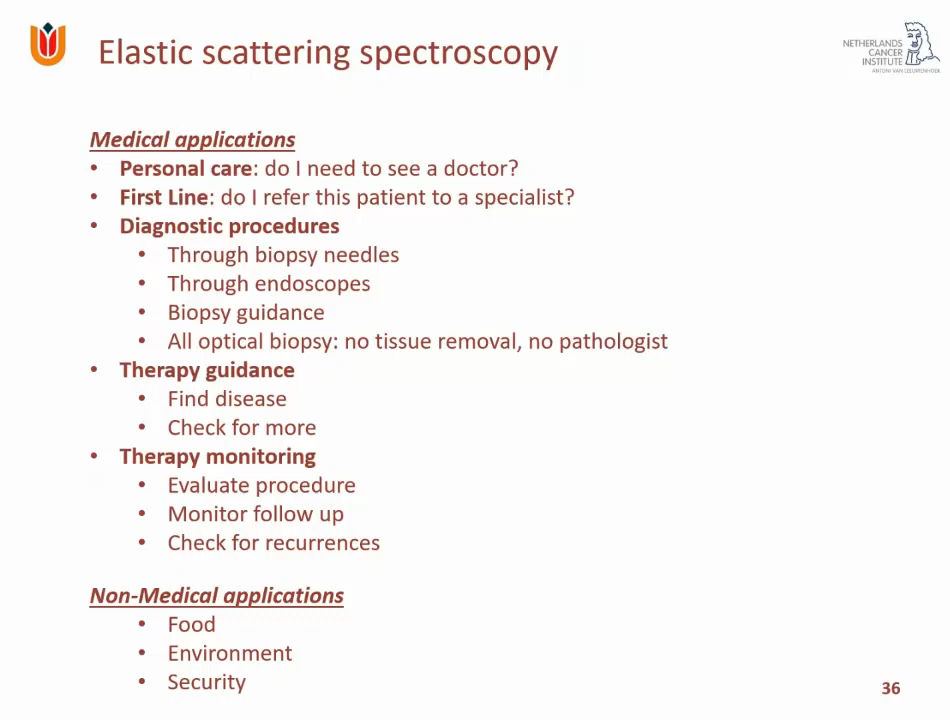 Elastic scattering spectroscopy
NETHERLANDS
CANCER
INSTITUTE
ANTONI VAN LEEUWENHOEK
Medical applications
• Personal care: do I need to see a doctor?
• First Line: do I refer this patient to a specialist?
• Diagnostic procedures
• Through biopsy needles
• Through endoscopes
• Biopsy guidance
• All optical biopsy: no tissue removal, no pathologist
• Therapy guidance
• Find disease
• Check for more
• Therapy monitoring
• Evaluate procedure
• Monitor follow up
• Check for recurrences
Non-Medical applications
• Food
• Environment
• Security
36